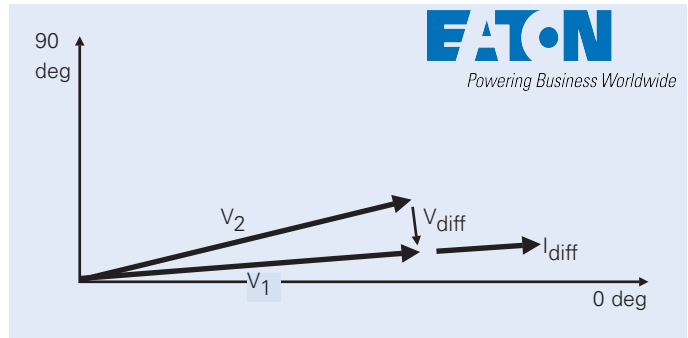 EATON
Powering Business Worldwide
90
deg
V2
Vdiff
Idiff
V1
0 deg